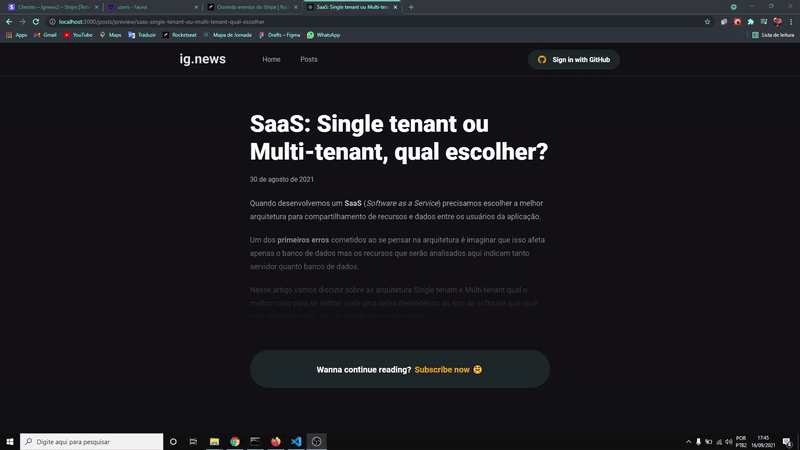 Clientes – Ignews2 – Stripe [Test
users - Fauna
Ouvindo eventos do Stripe | Rock
SaaS: Single tenant ou Multi-ten
localhost:3000/posts/preview/saas-single-tenant-ou-multi-tenant-qual-escolher
Apps Gmail YouTube Maps Traduzir Rocketseat Mapa de Jornada Drafts – Figma WhatsApp Lista de leitura
ig.news Home Posts Sign in with GitHub
SaaS: Single tenant ou
Multi-tenant, qual escolher?
30 de agosto de 2021
Quando desenvolvemos um SaaS (Software as a Service) precisamos escolher a melhor
arquitetura para compartilhamento de recursos e dados entre os usuários da aplicação.
Um dos primeiros erros cometidos ao se pensar na arquitetura é imaginar que isso afeta
apenas o banco de dados mas os recursos que serão analisados aqui indicam tanto
servidor quanto banco de dados.
Nesse artigo vamos discutir sobre as arquitetura Single tenant e Multi-tenant qual o
melhor caso para se utilizar cada uma delas dependendo do tipo de software que você
Wanna continue reading? Subscribe now
Digite aqui para pesquisar
POR
PTB2
17:45
16/09/2021